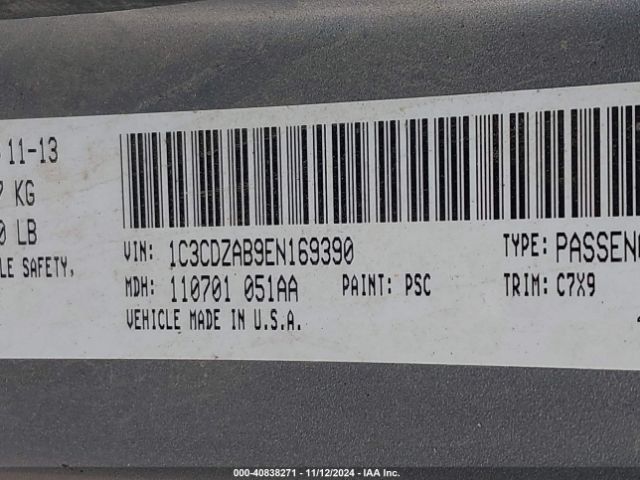 11-13
KG
LB
LE SAFETY,
VIN: 1C3CDZAB9EN169390
TYPE: PASSEN
MDH: 110701 051AA
PAINT: PSC
TRIM: C7X9
VEHICLE MADE IN U.S.A.
000-40838271 - 11/12/2024 - IAA Inc.